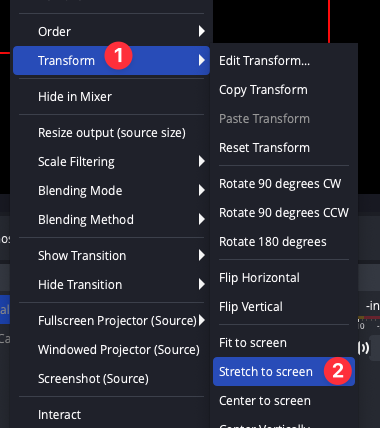 Order
Transform
1
Hide in Mixer
Resize output (source size)
Scale Filtering
Blending Mode
Blending Method
Show Transition
Hide Transition
Fullscreen Projector (Source)
Windowed Projector (Source)
Screenshot (Source)
Interact
Edit Transform...
Copy Transform
Paste Transform
Reset Transform
Rotate 90 degrees CW
Rotate 90 degrees CCW
Rotate 180 degrees
Flip Horizontal
Flip Vertical
Fit to screen
Stretch to screen
2
Center to screen
Center Vertically